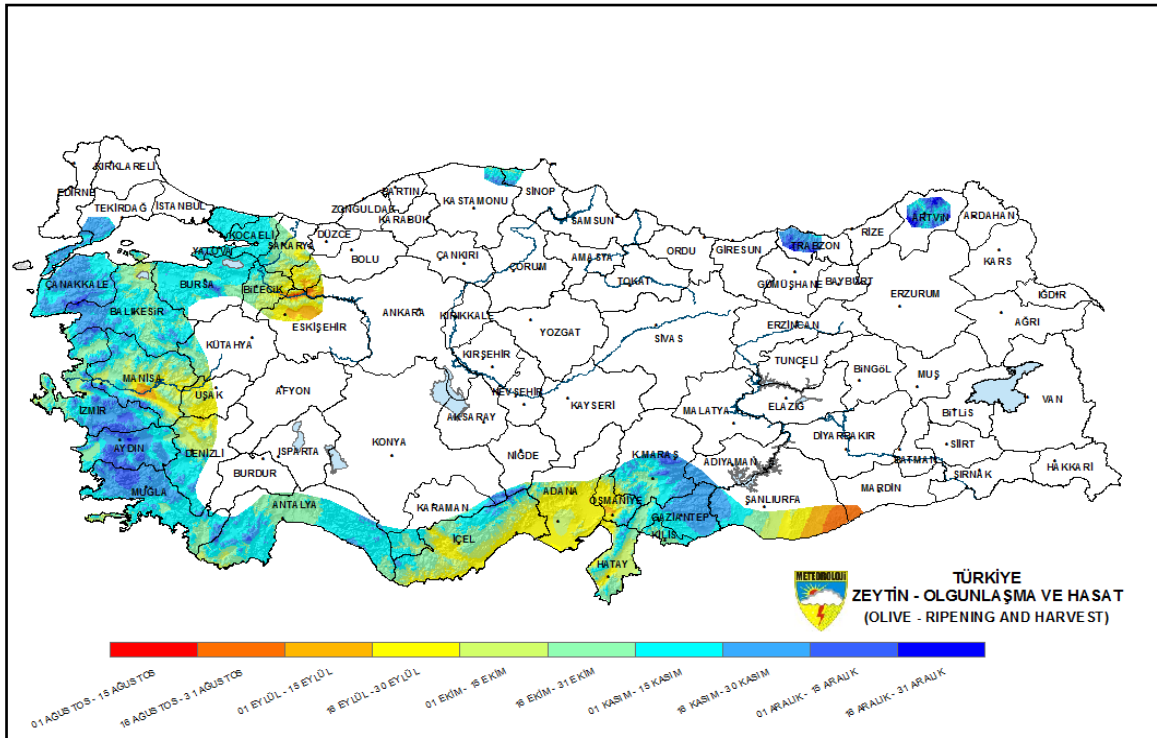 KIRKLARELİ
EDİRNE
TEKİRDAĞ
İSTANBUL
KOCAELİ
YALOVA
SAKARYA
DÜZCE
ZONGULDAK
BARTIN
KARABÜK
KASTAMONU
SİNOP
SAMSUN
ORDU
GİRESUN
TRABZON
RİZE
ARTVİN
ARDAHAN
KARS
IĞDIR
AĞRI
ERZURUM
BAYBURT
GÜMÜŞHANE
ERZİNCAN
TOKAT
AMASYA
ÇORUM
ÇANKIRI
BOLU
BİLECİK
BURSA
ÇANAKKALE
BALIKESİR
KÜTAHYA
ESKİŞEHİR
ANKARA
KIRIKKALE
YOZGAT
SİVAS
TUNCELİ
BİNGÖL
MUŞ
BİTLİS
VAN
HAKKARİ
ŞIRNAK
SİİRT
BATMAN
DİYARBAKIR
ELAZIĞ
MALATYA
KAYSERİ
KIRŞEHİR
NEVŞEHİR
AKSARAY
NİĞDE
KONYA
AFYON
UŞAK
MANİSA
İZMİR
AYDIN
DENİZLİ
MUĞLA
BURDUR
ISPARTA
ANTALYA
KARAMAN
İÇEL
ADANA
OSMANİYE
K.MARAŞ
GAZİANTEP
KİLİS
HATAY
ADIYAMAN
ŞANLIURFA
MARDİN
METEOROLOJİ
TÜRKİYE
ZEYTİN - OLGUNLAŞMA VE HASAT
(OLIVE - RIPENING AND HARVEST)
01 AĞUSTOS - 15 AĞUSTOS
16 AĞUSTOS - 31 AĞUSTOS
01 EYLÜL - 15 EYLÜL
16 EYLÜL - 30 EYLÜL
01 EKİM - 15 EKİM
16 EKİM - 31 EKİM
01 KASIM - 15 KASIM
16 KASIM - 30 KASIM
01 ARALIK - 15 ARALIK
16 ARALIK - 31 ARALIK